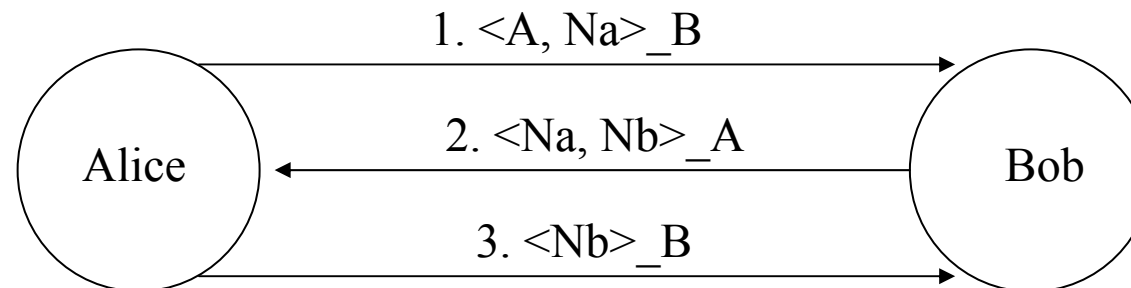 1. <A, Na>_B
2. <Na, Nb>_A
Alice
Bob
3. <Nb>_B